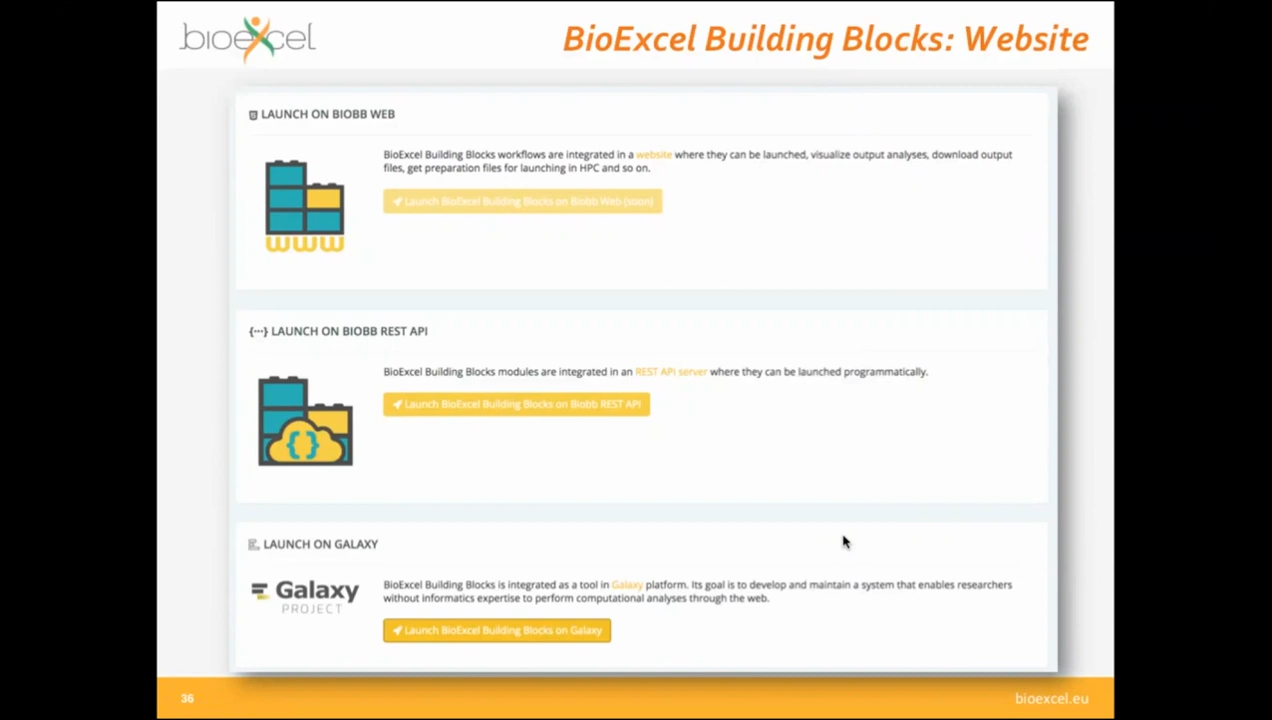 bioexcel
BioExcel Building Blocks: Website
LAUNCH ON BIOBB WEB
BioExcel Building Blocks workflows are integrated in a website where they can be launched, visualize output analyses, download output
files, get preparation files for launching in HPC and so on.
Launch BioExcel Building Blocks on Biobb Web (soon)
www
{···} LAUNCH ON BIOBB REST API
BioExcel Building Blocks modules are integrated in an REST API server where they can be launched programmatically.
Launch BioExcel Building Blocks on Biobb REST API
{ }
LAUNCH ON GALAXY
Galaxy
PROJECT
BioExcel Building Blocks is integrated as a tool in Galaxy platform. Its goal is to develop and maintain a system that enables researchers
without informatics expertise to perform computational analyses through the web.
Launch BioExcel Building Blocks on Galaxy
36
bioexcel.eu